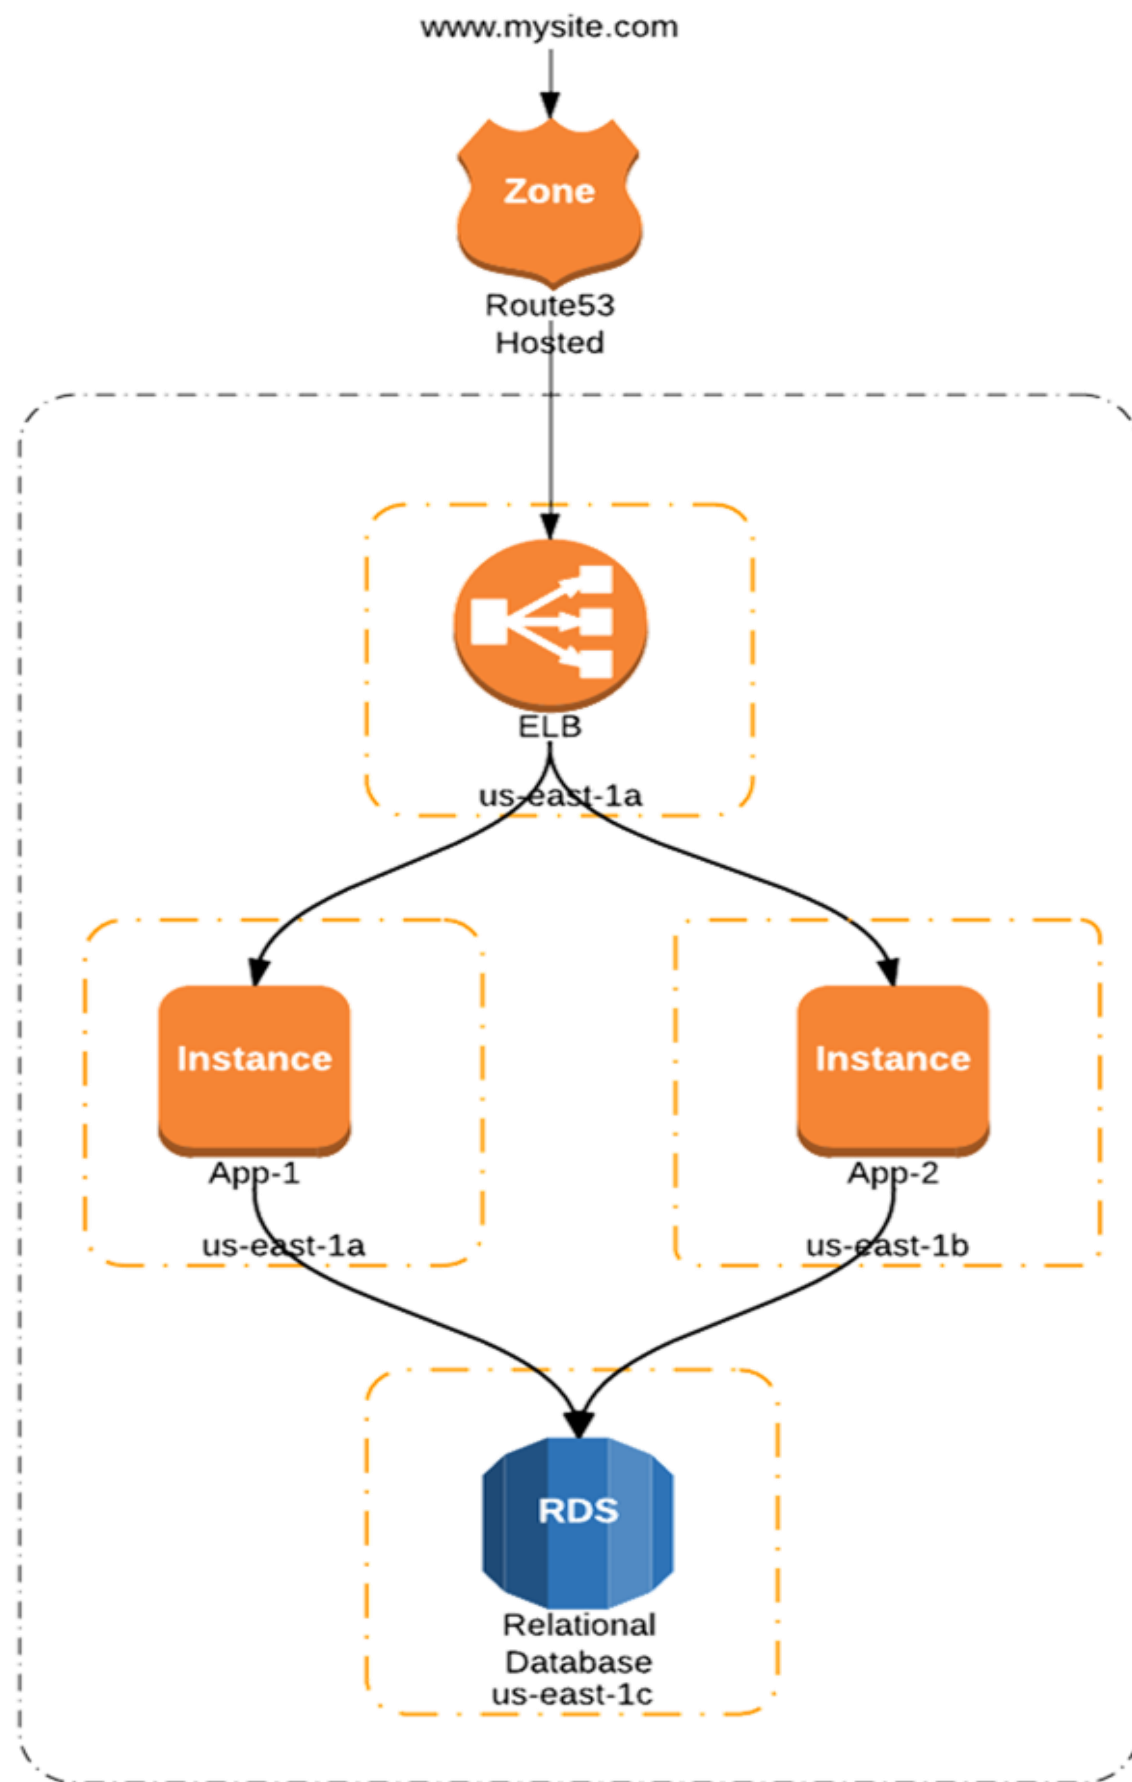 www.mysite.com
Zone
Route53
Hosted
ELB
us-east-1a
Instance
App-1
us-east-1a
Instance
App-2
us-east-1b
RDS
Relational
Database
us-east-1c